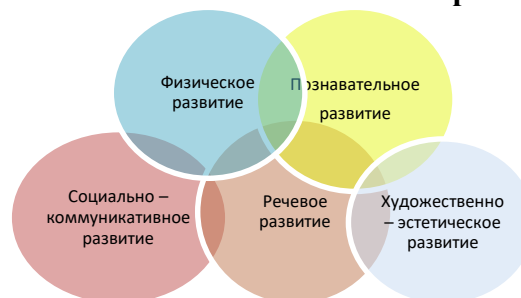 Физическое
развитие
Познавательное
развитие
Социально –
коммуникативное
развитие
Речевое
развитие
Художественно
– эстетическое
развитие